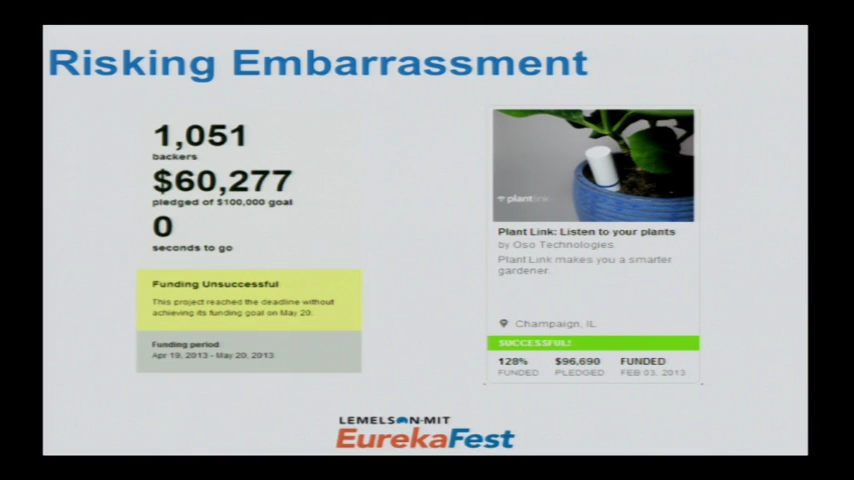 Risking Embarrassment
1,051
backers
$60,277
pledged of $100,000 goal
0
seconds to go
Funding Unsuccessful
This project reached the deadline without
achieving its funding goal on May 20.
Funding period
Apr 19, 2013 - May 20, 2013
plantlink
Plant Link: Listen to your plants
by Oso Technologies
Plant Link makes you a smarter
gardener.
Champaign, IL
SUCCESSFUL!
128% $96,690 FUNDED
FUNDED PLEDGED FEB 03, 2013
LEMELSON-MIT
EurekaFest